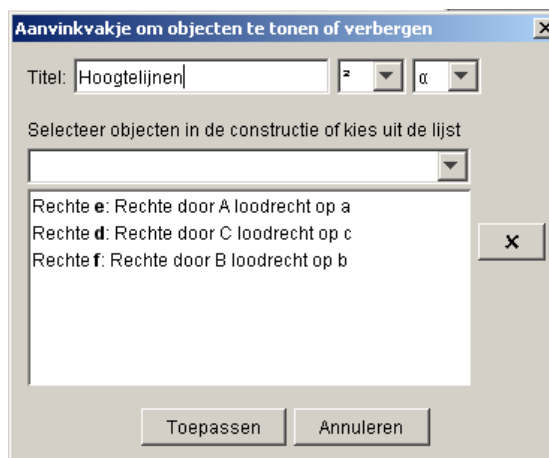 Aanvinkvakje om objecten te tonen of verbergen
Titel: Hoogtelijnen ² α
Selecteer objecten in de constructie of kies uit de lijst
Rechte e: Rechte door A loodrecht op a
Rechte d: Rechte door C loodrecht op c
Rechte f: Rechte door B loodrecht op b
x
Toepassen Annuleren